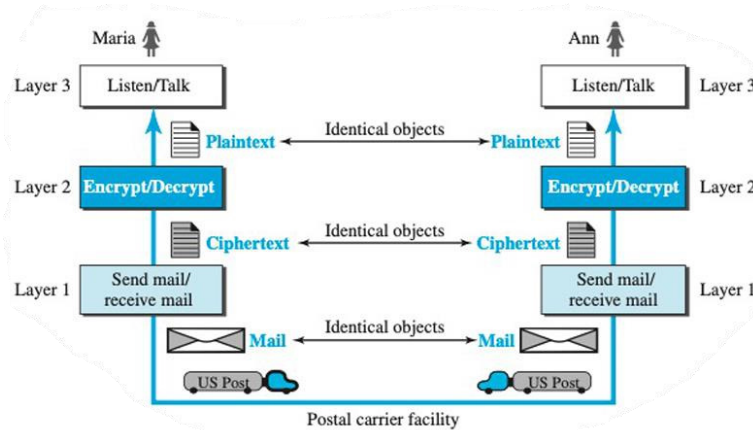 Maria Ann
Layer 3 Listen/Talk Listen/Talk Layer 3
Plaintext Identical objects Plaintext
Layer 2 Encrypt/Decrypt Encrypt/Decrypt Layer 2
Ciphertext Identical objects Ciphertext
Layer 1 Send mail/ Send mail/ Layer 1
receive mail receive mail
Mail Identical objects Mail
US Post US Post
Postal carrier facility